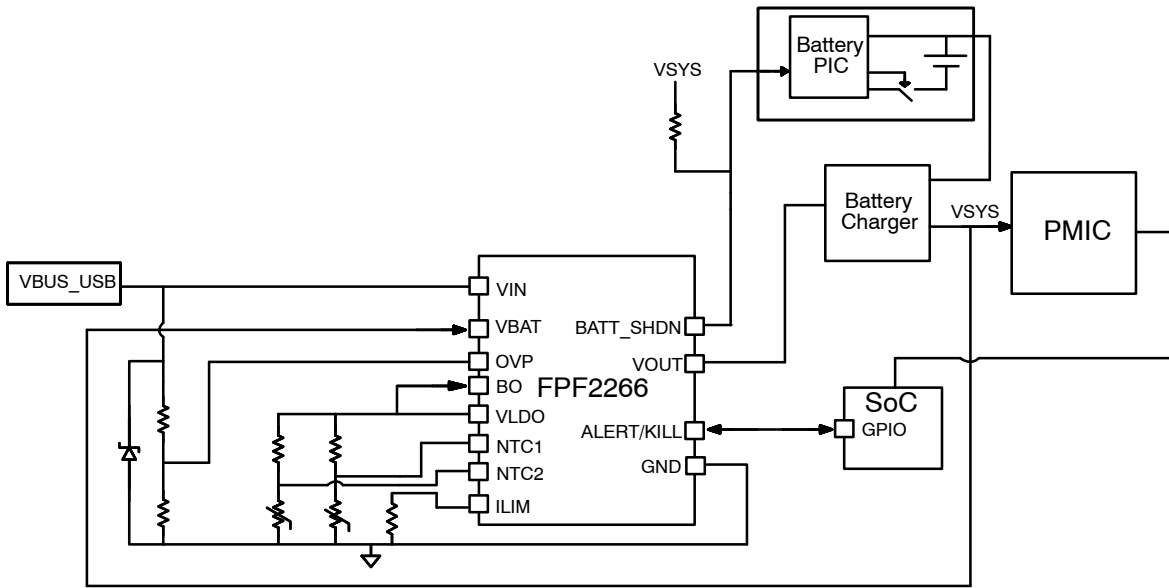 Battery
PIC
VSYS
Battery
Charger
VSYS
PMIC
VBUS_USB
VIN
VBAT
BATT_SHDN
OVP
VOUT
BO
FPF2266
SoC
VLDO
ALERT/KILL
GPIO
NTC1
GND
NTC2
ILIM